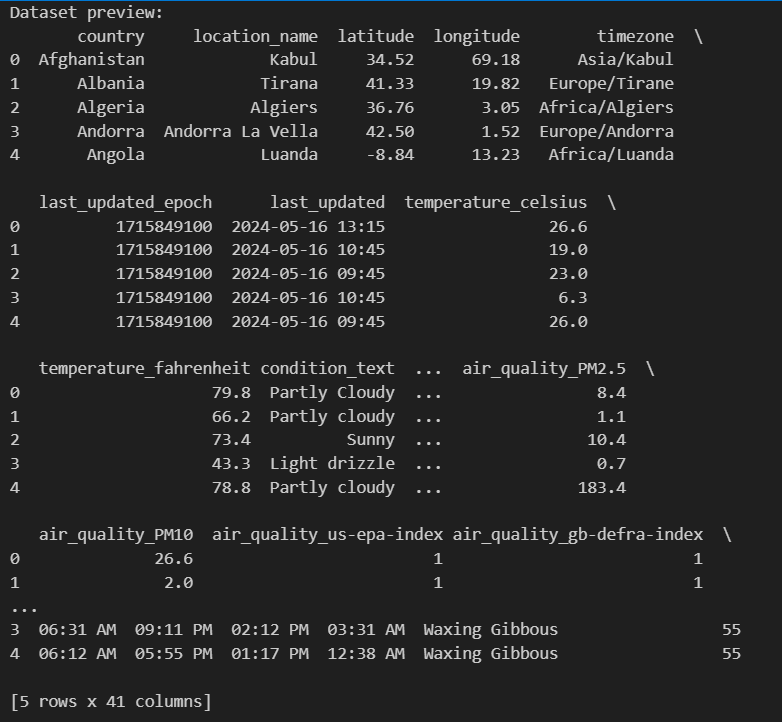 Dataset preview:
country location_name latitude longitude timezone \
0 Afghanistan Kabul 34.52 69.18 Asia/Kabul
1 Albania Tirana 41.33 19.82 Europe/Tirane
2 Algeria Algiers 36.76 3.05 Africa/Algiers
3 Andorra Andorra La Vella 42.50 1.52 Europe/Andorra
4 Angola Luanda -8.84 13.23 Africa/Luanda
last_updated_epoch last_updated temperature_celsius \
0 1715849100 2024-05-16 13:15 26.6
1 1715849100 2024-05-16 10:45 19.0
2 1715849100 2024-05-16 09:45 23.0
3 1715849100 2024-05-16 10:45 6.3
4 1715849100 2024-05-16 09:45 26.0
temperature_fahrenheit condition_text ... air_quality_PM2.5 \
0 79.8 Partly Cloudy ... 8.4
1 66.2 Partly cloudy ... 1.1
2 73.4 Sunny ... 10.4
3 43.3 Light drizzle ... 0.7
4 78.8 Partly cloudy ... 183.4
air_quality_PM10 air_quality_us-epa-index air_quality_gb-defra-index \
0 26.6 1 1
1 2.0 1 1
...
3 06:31 AM 09:11 PM 02:12 PM 03:31 AM Waxing Gibbous 55
4 06:12 AM 05:55 PM 01:17 PM 12:38 AM Waxing Gibbous 55
[5 rows x 41 columns]